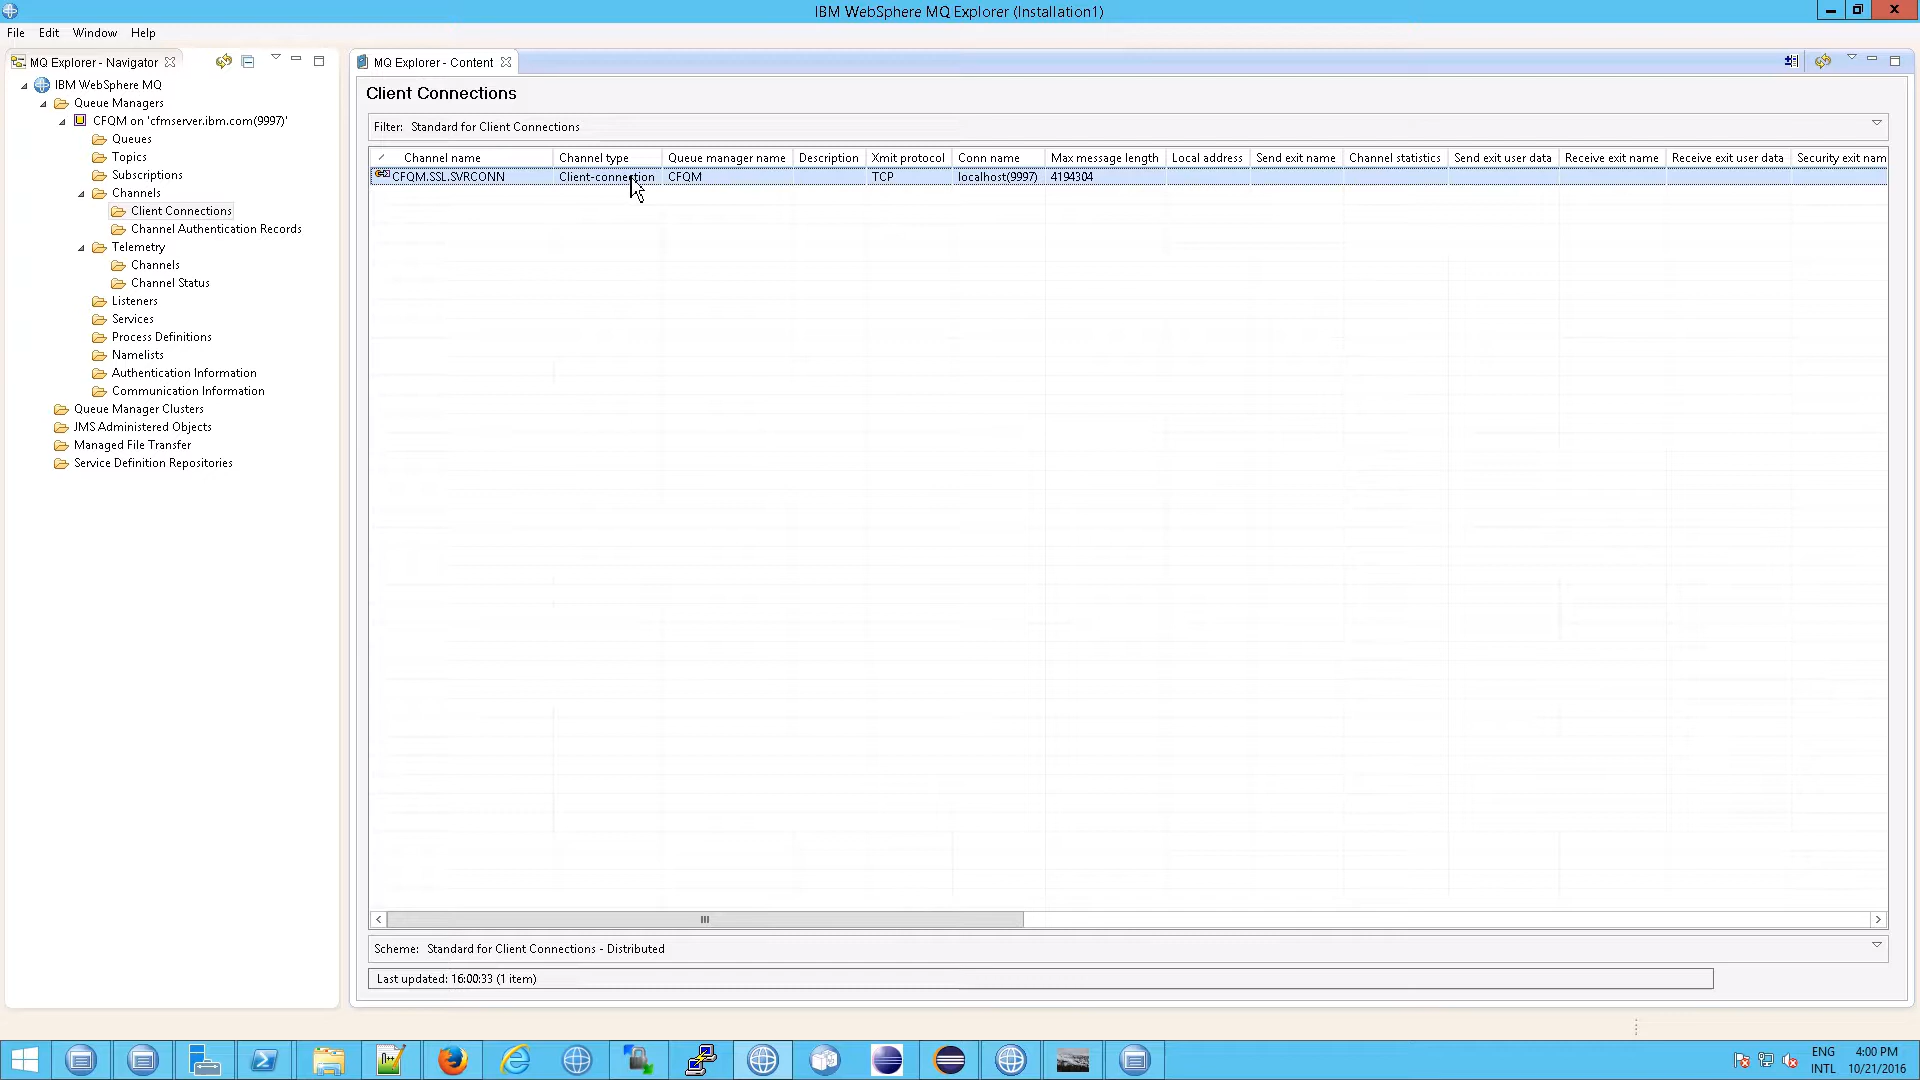 IBM WebSphere MQ Explorer (Installation1)
File Edit Window Help
MQ Explorer - Navigator
IBM WebSphere MQ
Queue Managers
CFQM on 'cfmserver.ibm.com(9997)'
Queues
Topics
Subscriptions
Channels
Client Connections
Channel Authentication Records
Telemetry
Channels
Channel Status
Listeners
Services
Process Definitions
Namelists
Authentication Information
Communication Information
Queue Manager Clusters
JMS Administered Objects
Managed File Transfer
Service Definition Repositories
MQ Explorer - Content
Client Connections
Filter: Standard for Client Connections
Channel name Channel type Queue manager name Description Xmit protocol Conn name Max message length Local address Send exit name Channel statistics Send exit user data Receive exit name Receive exit user data Security exit nam
CFQM.SSL.SVRCONN Client-connection CFQM TCP localhost(9997) 4194304
Scheme: Standard for Client Connections - Distributed
Last updated: 16:00:33 (1 item)
ENG 4:00 PM
INTL 10/21/2016